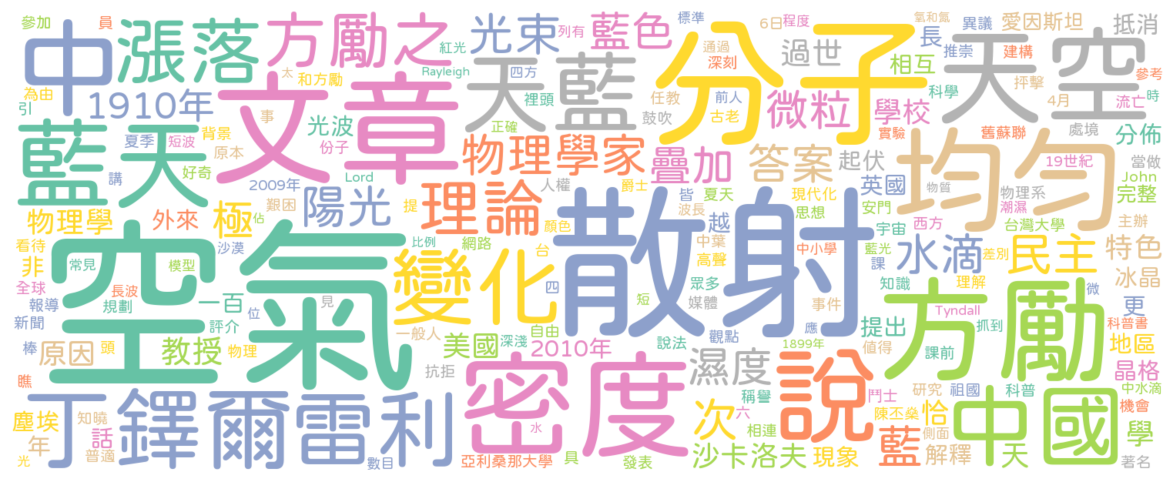 參加 員 中 漲落 方勵之 紅光 光束 列有 藍色 標準 6日 程度 通過 深刻 分子 過世 氫和氦 異議 愛因斯坦 抵消
為由 引 1910年 太 和方勵 Rayleigh 文章 四方 天藍 裡頭 任教 前人 鼓吹 古老 微粒 長 推崇 建構 相互 科學 抨擊 4月 天空 參考 流亡 時
藍天 夏季 短波 背景 事 原本 光波 份子 正確 物理學家 疊加 答案 起伏 學校 實驗 舊蘇聯 處境 分佈
講 好奇 2009年 Lord 陽光 理論 提 人權 爵士 皆 夏天 波長 越 現代化 思想 英國 安門 物質 物理系 潮濕 均勻 19世紀 當做 John 完整
物理學 外來 極 佔 艱困 顏色 中葉 高聲 散射 宇宙 西方 台灣大學 主辦
看待 非 常見 模型 沙漠 空氣 比例 變化 網路 台 四 中小學 藍光 課 水滴 差別 理解 民主 特色 冰晶
全球 報導 長波 規劃 一百 位 見 短 眾多 媒體 事件 知識 微 更
新聞 棒 原因 頭 評介 教授 物理 一般人 美國 深淺 自由 2010年 說法 觀點 應 1899年 提出 值得 課前 方勵 Tyndall 抓到 科普書 地區
瞧 抗拒 密度 濕度 稱譽 說 鬥士 研究 祖國 科普 晶格 中水滴 機會
塵埃 年 知曉 話 普適 丁鐸爾 雷利 水 次 六 相連 陳丕燊 恰 側面 中國 學
光 數目 亞利桑那大學 具 發表 沙卡洛夫 現象 藍 解釋 天 著名